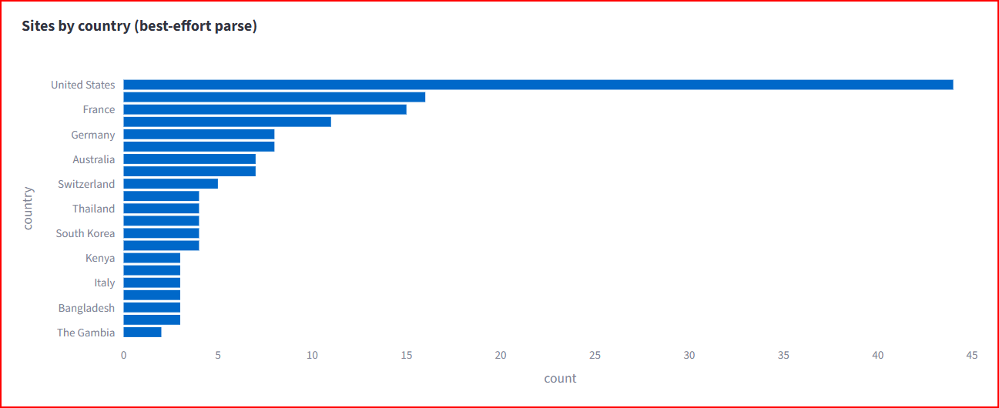 Sites by country (best-effort parse)
country
United States
France
Germany
Australia
Switzerland
Thailand
South Korea
Kenya
Italy
Bangladesh
The Gambia
0 5 10 15 20 25 30 35 40 45
count